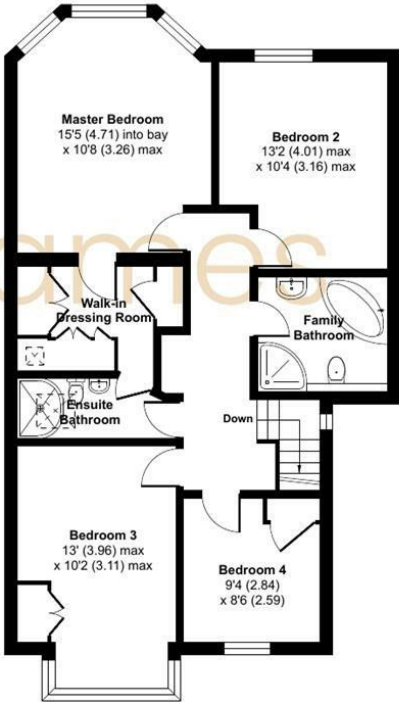 Master Bedroom
15'5 (4.71) into bay
x 10'8 (3.26) max
Bedroom 2
13'2 (4.01) max
x 10'4 (3.16) max
ames
Walk-in
Dressing Room
Family
Bathroom
Ensuite
Bathroom
Down
Bedroom 3
13' (3.96) max
x 10'2 (3.11) max
Bedroom 4
9'4 (2.84)
x 8'6 (2.59)